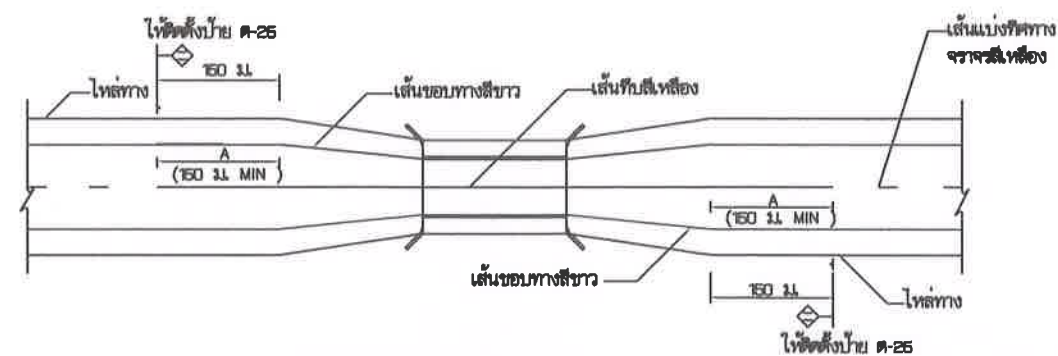 ให้ติดตั้งป้าย ต-25
150 ม.
ไหล่ทาง
เส้นขอบทางสีขาว
เส้นทึบสีเหลือง
เส้นแบ่งทิศทาง
จราจรสีเหลือง
A
(150 ม. MIN)
A
(150 ม. MIN)
เส้นขอบทางสีขาว
150 ม.
ไหล่ทาง
ให้ติดตั้งป้าย ต-25